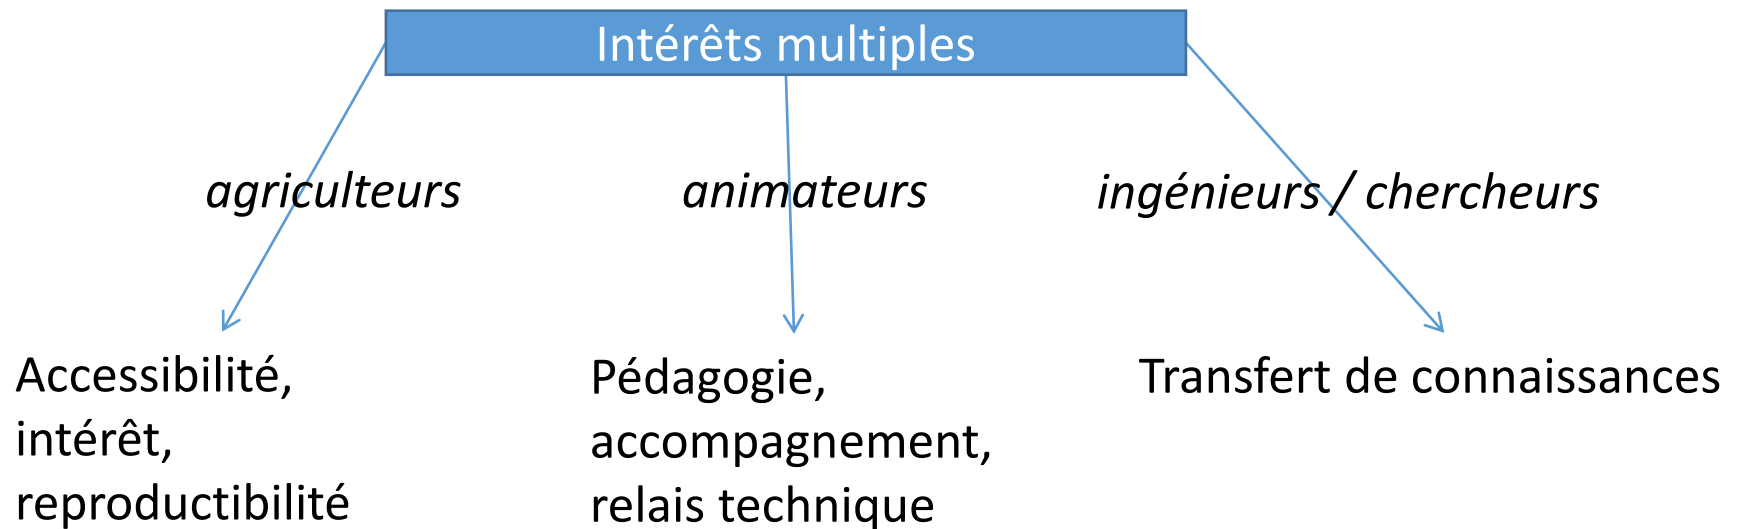 Intérêts multiples
agriculteurs
animateurs
ingénieurs / chercheurs
Accessibilité,
intérêt,
reproductibilité
Pédagogie,
accompagnement,
relais technique
Transfert de connaissances